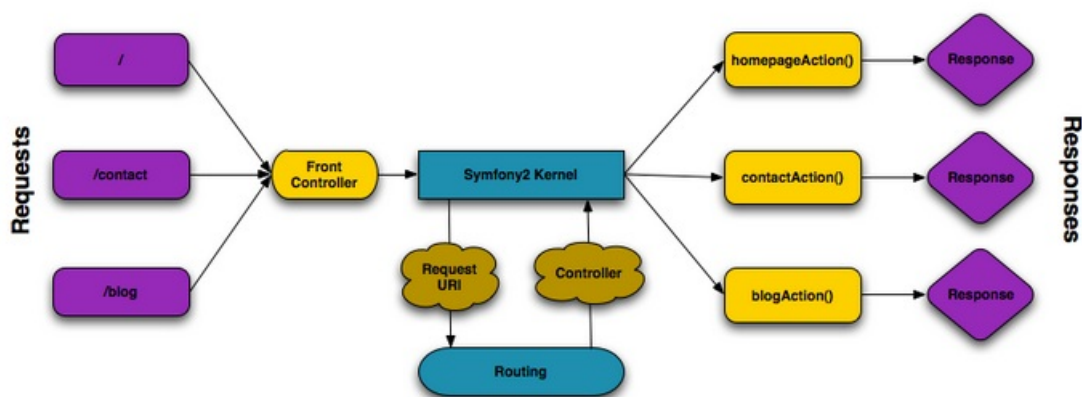 Requests
/
/contact
/blog
Front
Controller
Symfony2 Kernel
Request
URI
Controller
Routing
homepageAction()
contactAction()
blogAction()
Response
Response
Response
Responses